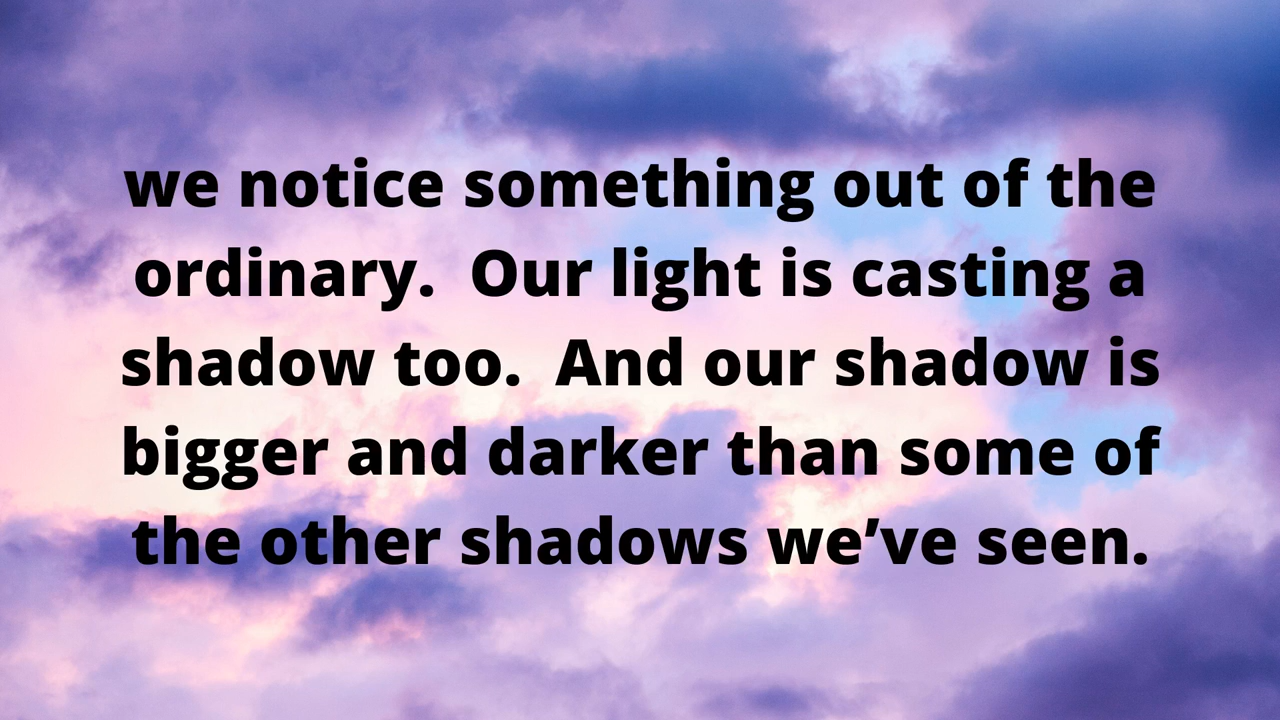 we notice something out of the
ordinary.  Our light is casting a
shadow too.  And our shadow is
bigger and darker than some of
the other shadows we’ve seen.